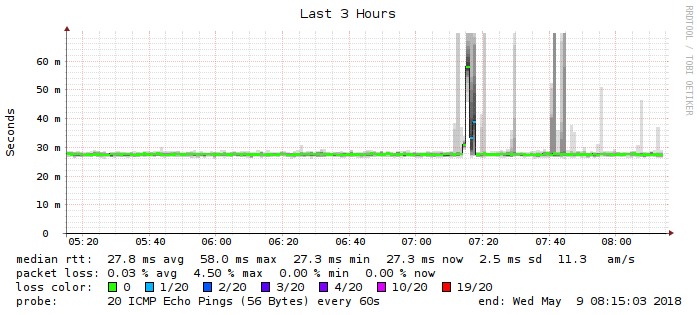 Last 3 Hours
RRDTOOL / TOBI OETIKER
Seconds
60 m
50 m
40 m
30 m
20 m
10 m
0
05:20 05:40 06:00 06:20 06:40 07:00 07:20 07:40 08:00
median rtt: 27.8 ms avg 58.0 ms max 27.3 ms min 27.3 ms now 2.5 ms sd 11.3 am/s
packet loss: 0.03 % avg 4.50 % max 0.00 % min 0.00 % now
loss color: 0 1/20 2/20 3/20 4/20 10/20 19/20
probe: 20 ICMP Echo Pings (56 Bytes) every 60s end: Wed May 9 08:15:03 2018